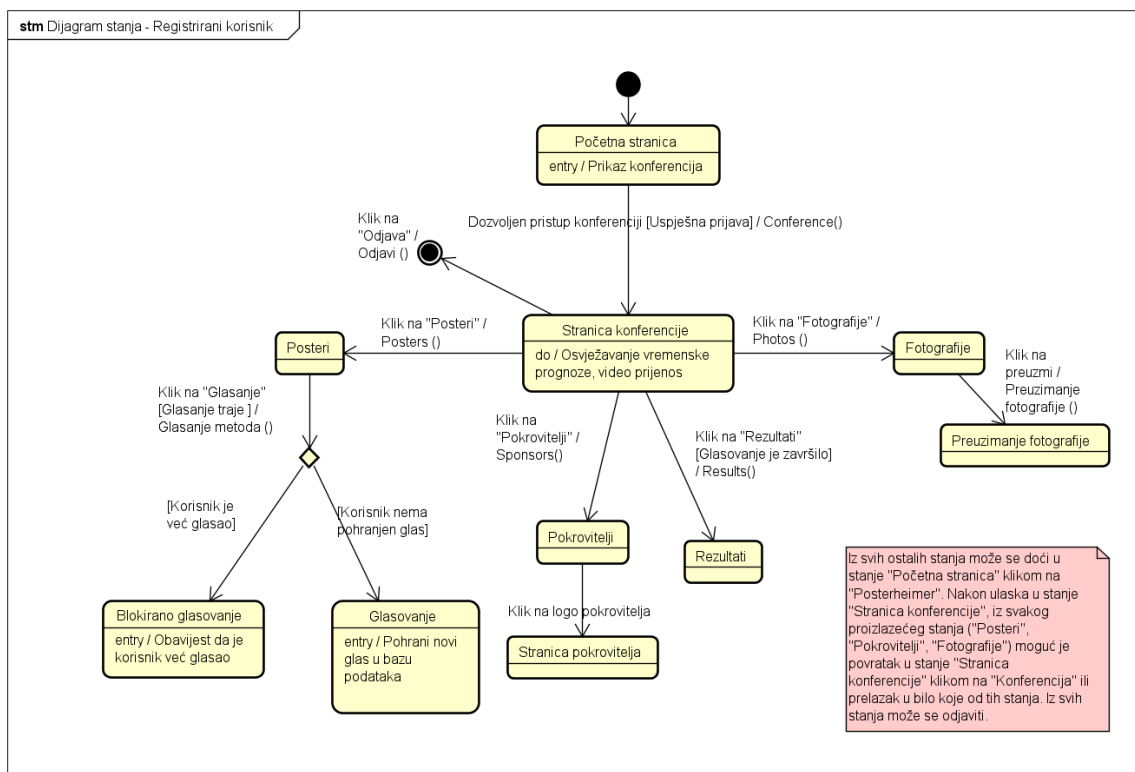 stm Dijagram stanja - Registrirani korisnik
Početna stranica
entry / Prikaz konferencija
Dozvoljen pristup konferenciji [Uspješna prijava] / Conference()
Klik na
"Odjava" /
Odjavi ()
Stranica konferencije
do / Osvježavanje vremenske
prognoze, video prijenos
Klik na "Posteri" /
Posters ()
Posteri
Klik na "Fotografije" /
Photos ()
Fotografije
Klik na
preuzmi /
Preuzimanje
fotografije ()
Preuzimanje fotografije
Klik na "Glasanje"
[Glasanje traje ] /
Glasanje metoda ()
Klik na
"Pokrovitelji" /
Sponsors()
Klik na "Rezultati"
[Glasovanje je završilo]
/ Results()
[Korisnik je
već glasao]
[Korisnik nema
pohranjen glas]
Pokrovitelji
Rezultati
Blokirano glasovanje
entry / Obavijest da je
korisnik već glasao
Glasovanje
entry / Pohrani novi
glas u bazu
podataka
Klik na logo pokrovitelja
Stranica pokrovitelja
Iz svih ostalih stanja može se doći u
stanje "Početna stranica" klikom na
"Posterheimer". Nakon ulaska u stanje
"Stranica konferencije", iz svakog
proizlazećeg stanja ("Posteri",
"Pokrovitelji", "Fotografije") moguć je
povratak u stanje "Stranica
konferencije" klikom na "Konferencija" ili
prelazak u bilo koje od tih stanja. Iz svih
stanja može se odjaviti.